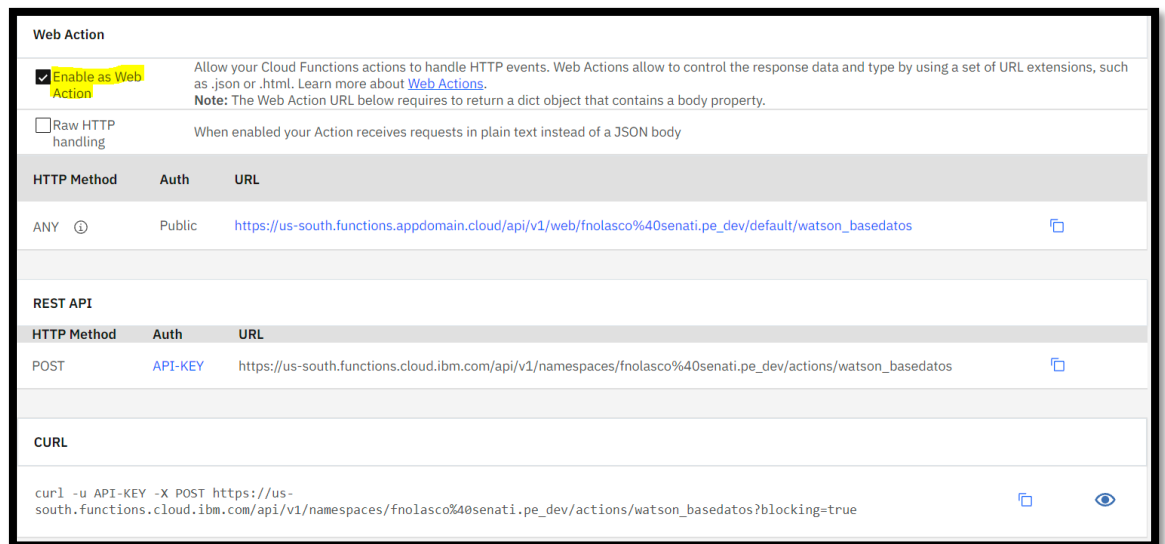 Web Action
Enable as Web
Action
Allow your Cloud Functions actions to handle HTTP events. Web Actions allow to control the response data and type by using a set of URL extensions, such
as .json or .html. Learn more about Web Actions.
Note: The Web Action URL below requires to return a dict object that contains a body property.
Raw HTTP
handling
When enabled your Action receives requests in plain text instead of a JSON body
HTTP Method Auth URL
ANY Public https://us-south.functions.appdomain.cloud/api/v1/web/fnolasco%40senati.pe_dev/default/watson_basedatos
REST API
HTTP Method Auth URL
POST API-KEY https://us-south.functions.cloud.ibm.com/api/v1/namespaces/fnolasco%40senati.pe_dev/actions/watson_basedatos
CURL
curl -u API-KEY -X POST https://us-
south.functions.cloud.ibm.com/api/v1/namespaces/fnolasco%40senati.pe_dev/actions/watson_basedatos?blocking=true